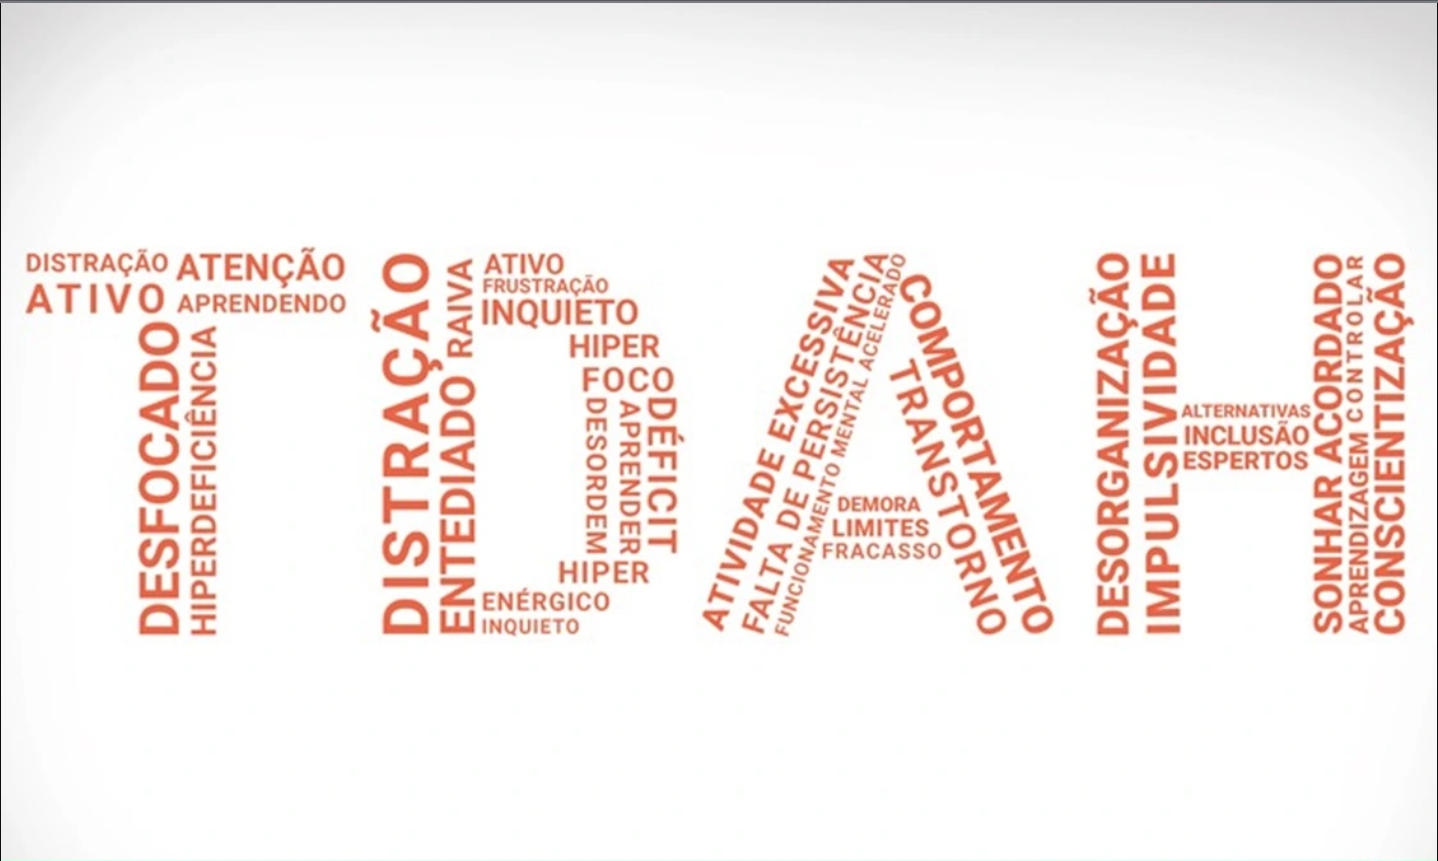 DISTRAÇÃO
ATENÇÃO
ATIVO
APRENDENDO
DESFOCADO
HIPERDEFICIÊNCIA
DISTRAÇÃO
ENTEDIADO
RAIVA
ATIVO
FRUSTRAÇÃO
INQUIETO
HIPER
FOCO
DESORDEM
APRENDER
DÉFICIT
HIPER
ENÉRGICO
INQUIETO
ATIVIDADE EXCESSIVA
FALTA DE PERSISTÊNCIA
FUNCIONAMENTO MENTAL ACELERADO
COMPORTAMENTO
TRANSTORNO
DEMORA
LIMITES
FRACASSO
DESORGANIZAÇÃO
IMPULSIVIDADE
ALTERNATIVAS
INCLUSÃO
ESPERTOS
SONHAR ACORDADO
APRENDIZAGEM CONTROLAR
CONSCIENTIZAÇÃO